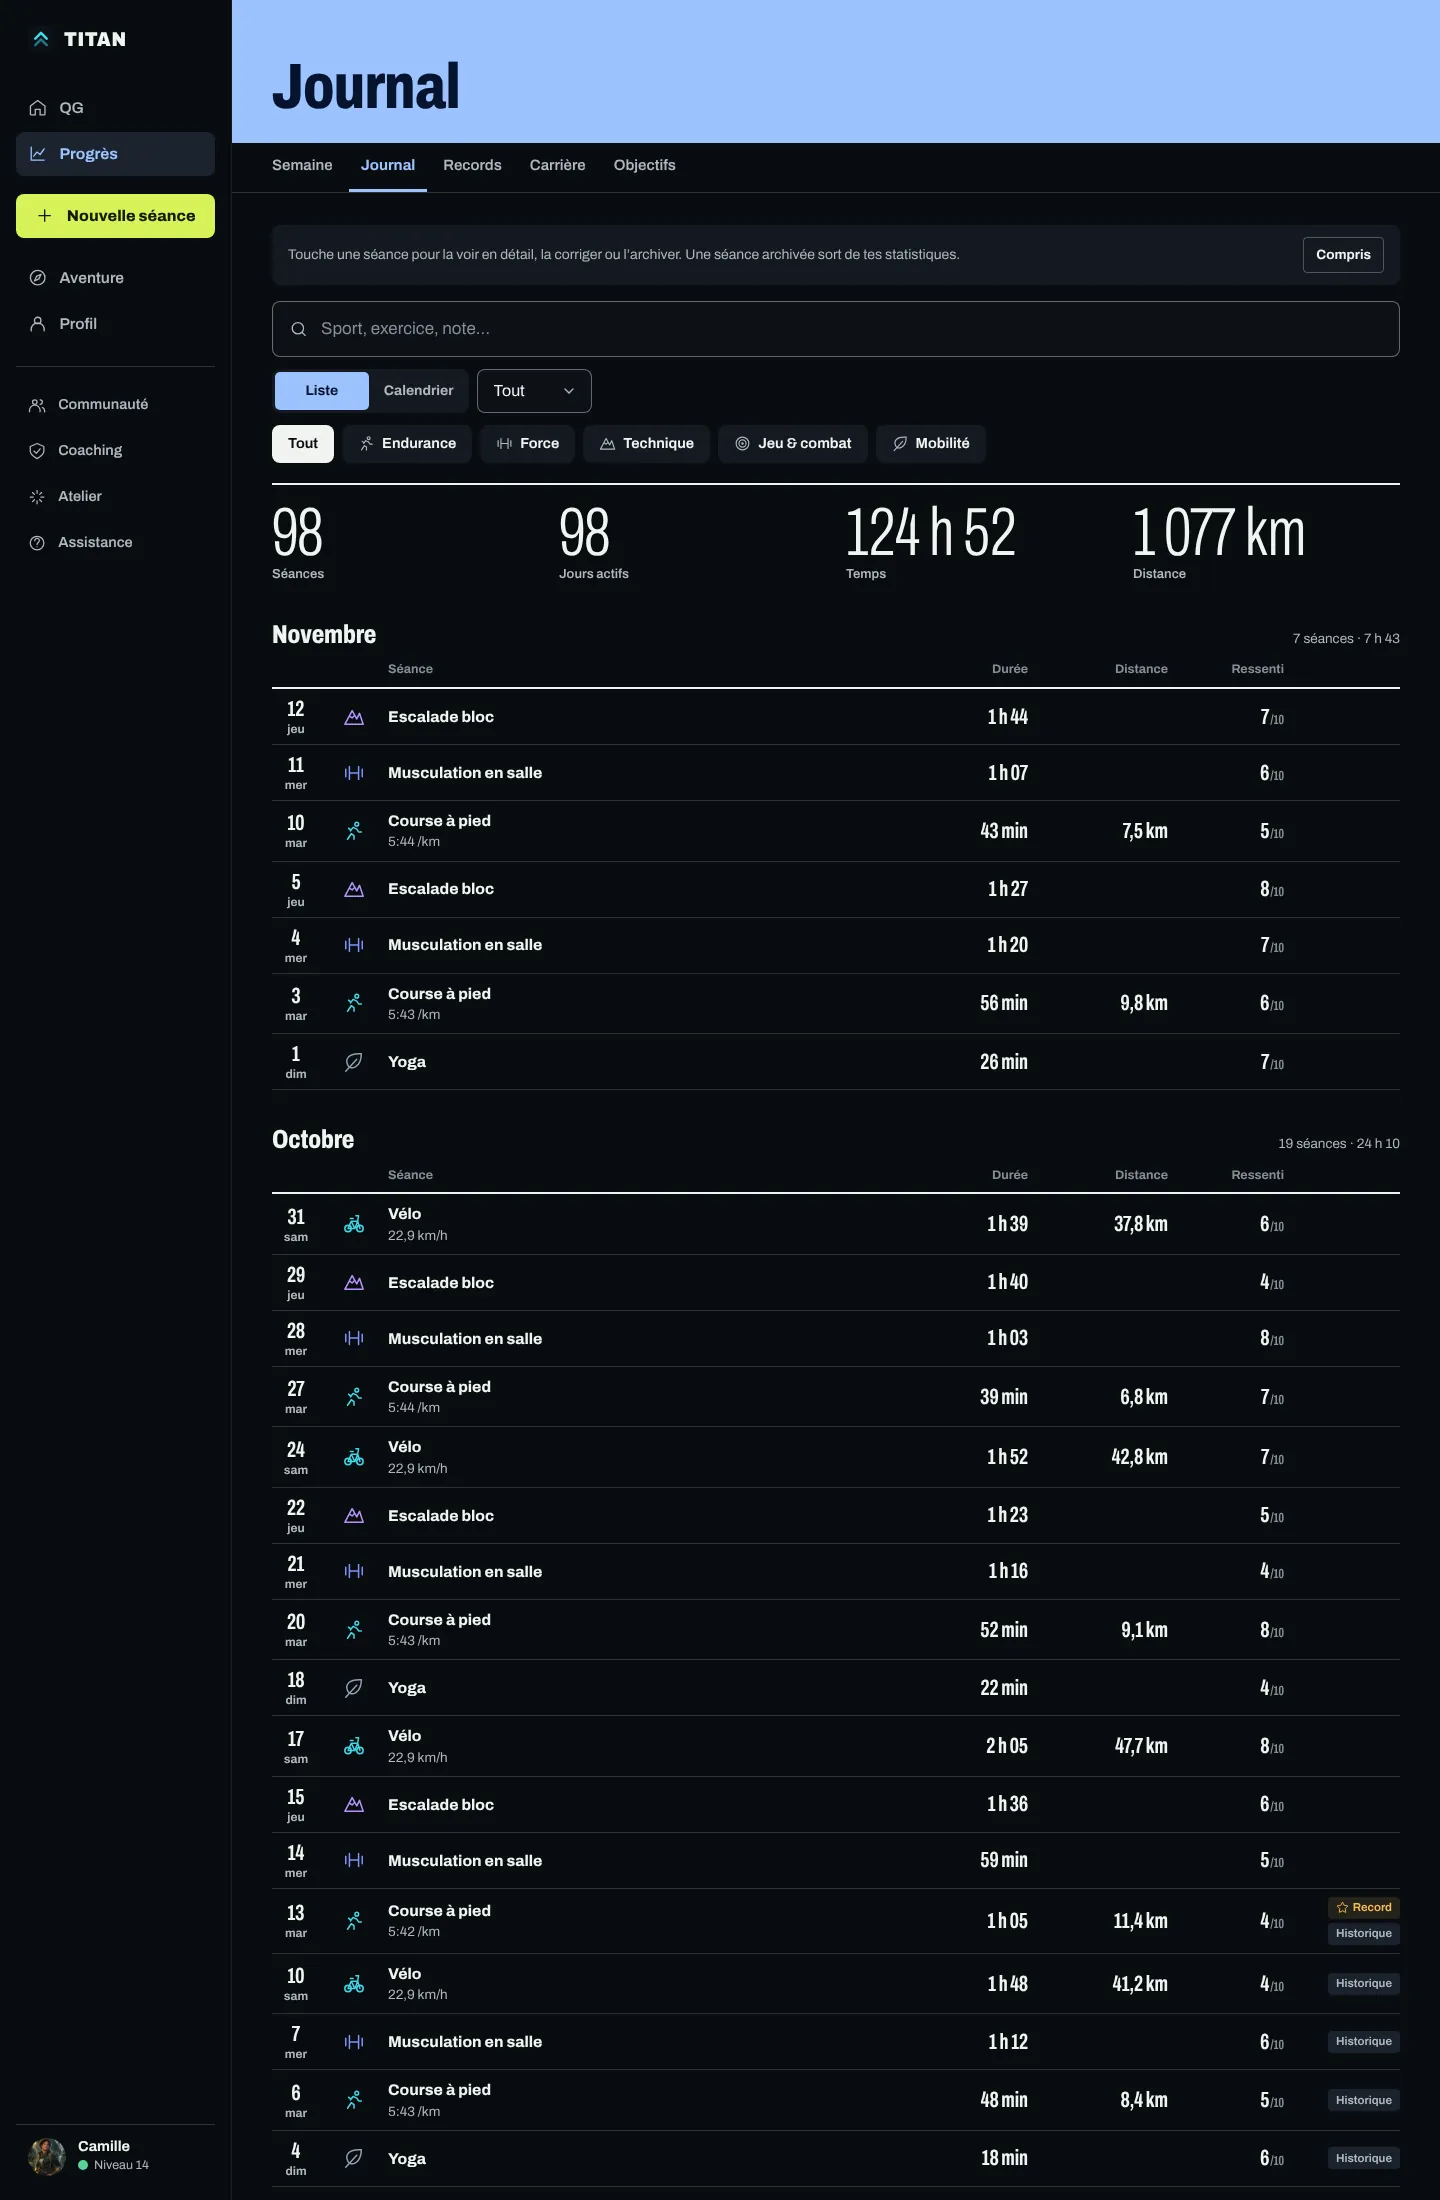 TITAN
QG
Progrès
Nouvelle séance
Aventure
Profil
Communauté
Coaching
Atelier
Assistance
Camille
Niveau 14
Journal
Semaine Journal Records Carrière Objectifs
Touche une séance pour la voir en détail, la corriger ou l'archiver. Une séance archivée sort de tes statistiques. Compris
Sport, exercice, note...
Liste Calendrier Tout
Tout Endurance Force Technique Jeu & combat Mobilité
98 98 124 h 52 1 077 km
Séances Jours actifs Temps Distance
Novembre 7 séances · 7 h 43
Séance Durée Distance Ressenti
12 jeu Escalade bloc 1 h 44 7/10
11 mer Musculation en salle 1 h 07 6/10
10 mar Course à pied 5:44 /km 43 min 7,5 km 5/10
5 jeu Escalade bloc 1 h 27 8/10
4 mer Musculation en salle 1 h 20 7/10
3 mar Course à pied 5:43 /km 56 min 9,8 km 6/10
1 dim Yoga 26 min 7/10
Octobre 19 séances · 24 h 10
Séance Durée Distance Ressenti
31 sam Vélo 22,9 km/h 1 h 39 37,8 km 6/10
29 jeu Escalade bloc 1 h 40 4/10
28 mer Musculation en salle 1 h 03 8/10
27 mar Course à pied 5:44 /km 39 min 6,8 km 7/10
24 sam Vélo 22,9 km/h 1 h 52 42,8 km 7/10
22 jeu Escalade bloc 1 h 23 5/10
21 mer Musculation en salle 1 h 16 4/10
20 mar Course à pied 5:43 /km 52 min 9,1 km 8/10
18 dim Yoga 22 min 4/10
17 sam Vélo 22,9 km/h 2 h 05 47,7 km 8/10
15 jeu Escalade bloc 1 h 36 6/10
14 mer Musculation en salle 59 min 5/10
13 mar Course à pied 5:42 /km 1 h 05 11,4 km 4/10 Record Historique
10 sam Vélo 22,9 km/h 1 h 48 41,2 km 4/10 Historique
7 mer Musculation en salle 1 h 12 6/10 Historique
6 mar Course à pied 5:43 /km 48 min 8,4 km 5/10 Historique
4 dim Yoga 18 min 6/10 Historique